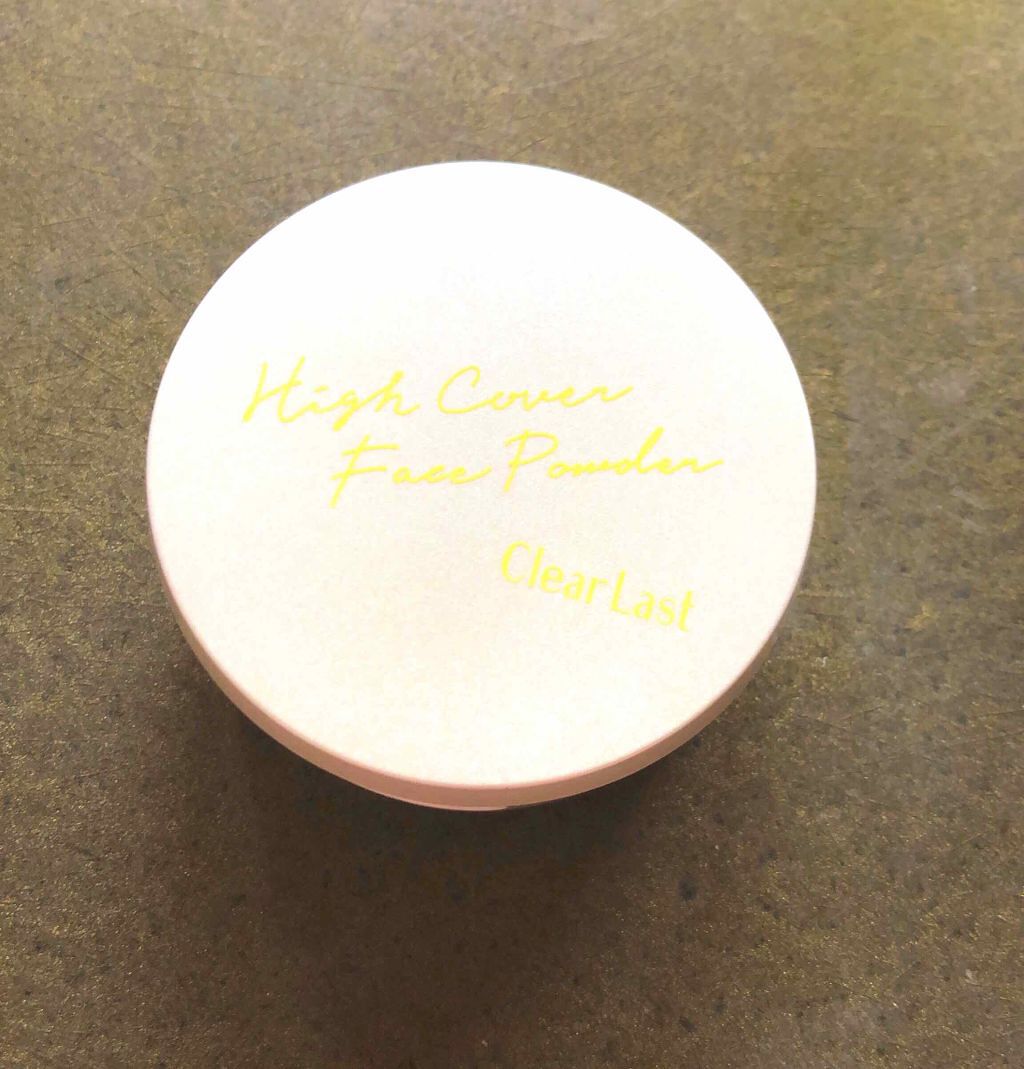 High Cover
Face Powder
Clear Last